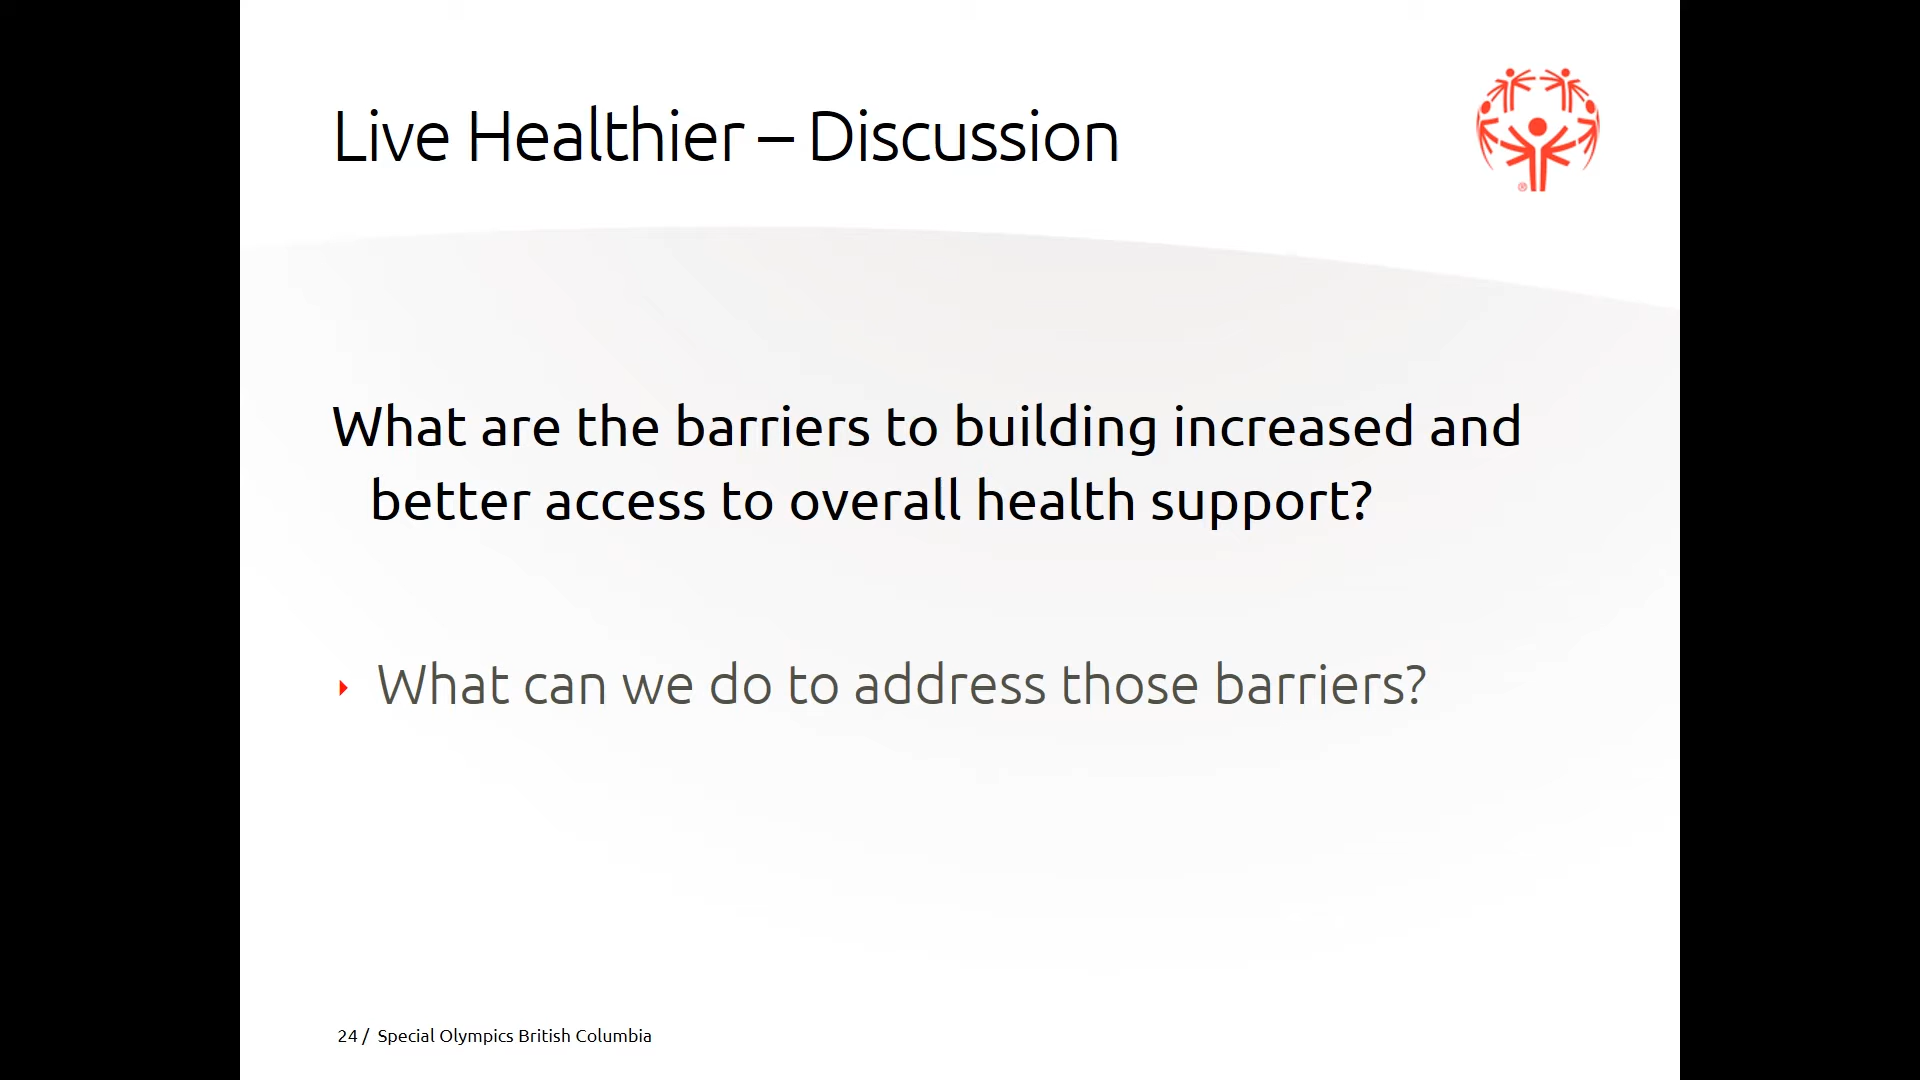 Live Healthier – Discussion
®
What are the barriers to building increased and
better access to overall health support?
What can we do to address those barriers?
24 / Special Olympics British Columbia